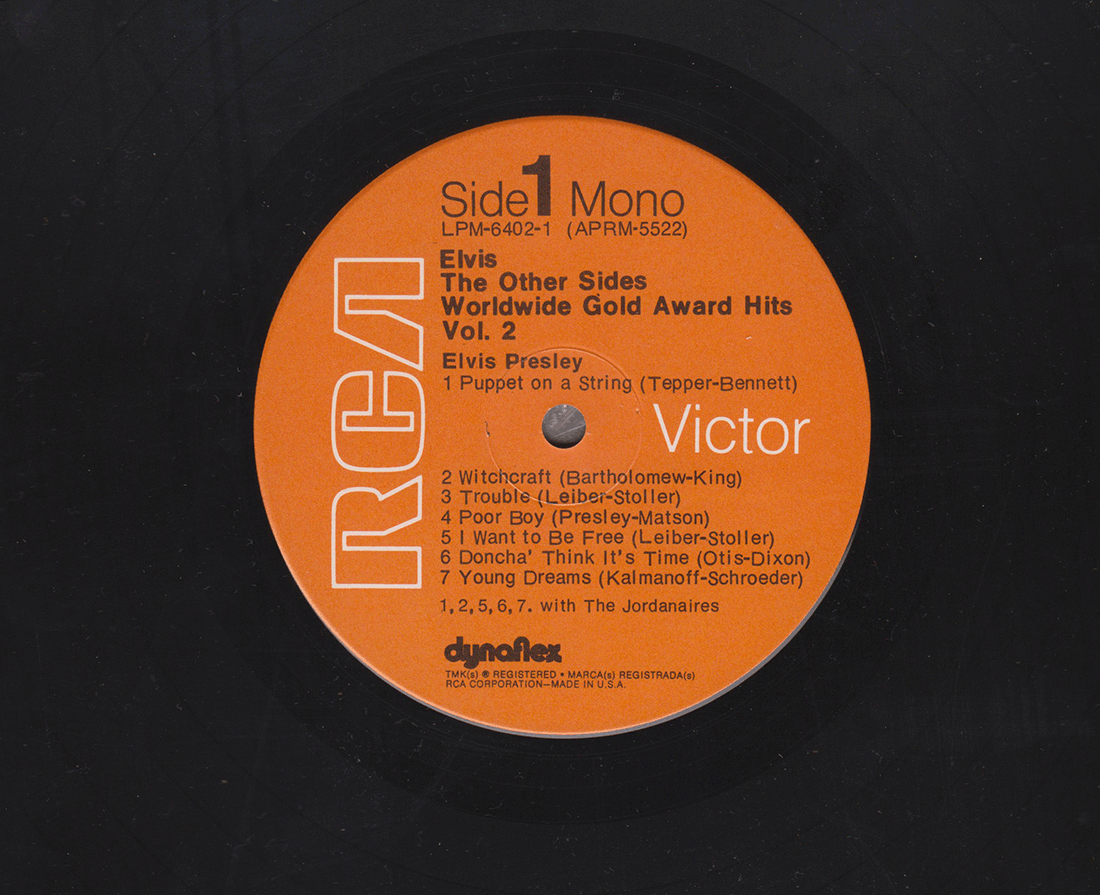 Side 1 Mono
LPM-6402-1 (APRM-5522)
Elvis
The Other Sides
Worldwide Gold Award Hits
Vol. 2
Elvis Presley
1 Puppet on a String (Tepper-Bennett)
RCA
Victor
2 Witchcraft (Bartholomew-King)
3 Trouble (Leiber-Stoller)
4 Poor Boy (Presley-Matson)
5 I Want to Be Free (Leiber-Stoller)
6 Doncha' Think It's Time (Otis-Dixon)
7 Young Dreams (Kalmanoff-Schroeder)
1, 2, 5, 6, 7. with The Jordanaires
dynaflex
TMK(s) ® REGISTERED • MARCA(s) REGISTRADA(s)
RCA CORPORATION—MADE IN U.S.A.